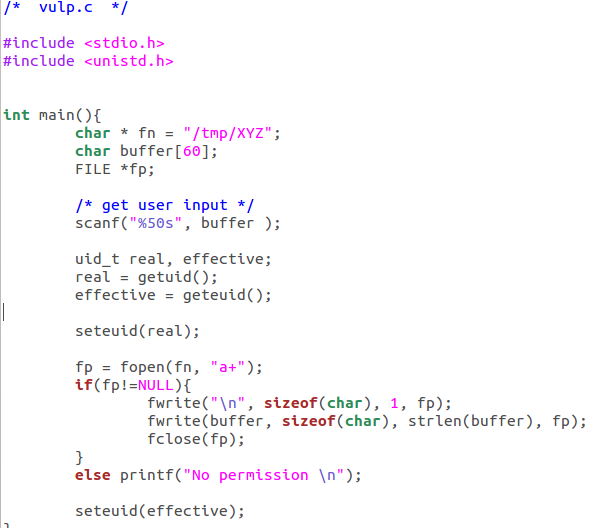 /*  vulp.c  */
#include <stdio.h>
#include <unistd.h>
int main(){
        char * fn = "/tmp/XYZ";
        char buffer[60];
        FILE *fp;
        /* get user input */
        scanf("%50s", buffer );
        uid_t real, effective;
        real = getuid();
        effective = geteuid();
        seteuid(real);
        fp = fopen(fn, "a+");
        if(fp!=NULL){
                fwrite("\n", sizeof(char), 1, fp);
                fwrite(buffer, sizeof(char), strlen(buffer), fp);
                fclose(fp);
        }
        else printf("No permission \n");
        seteuid(effective);
}